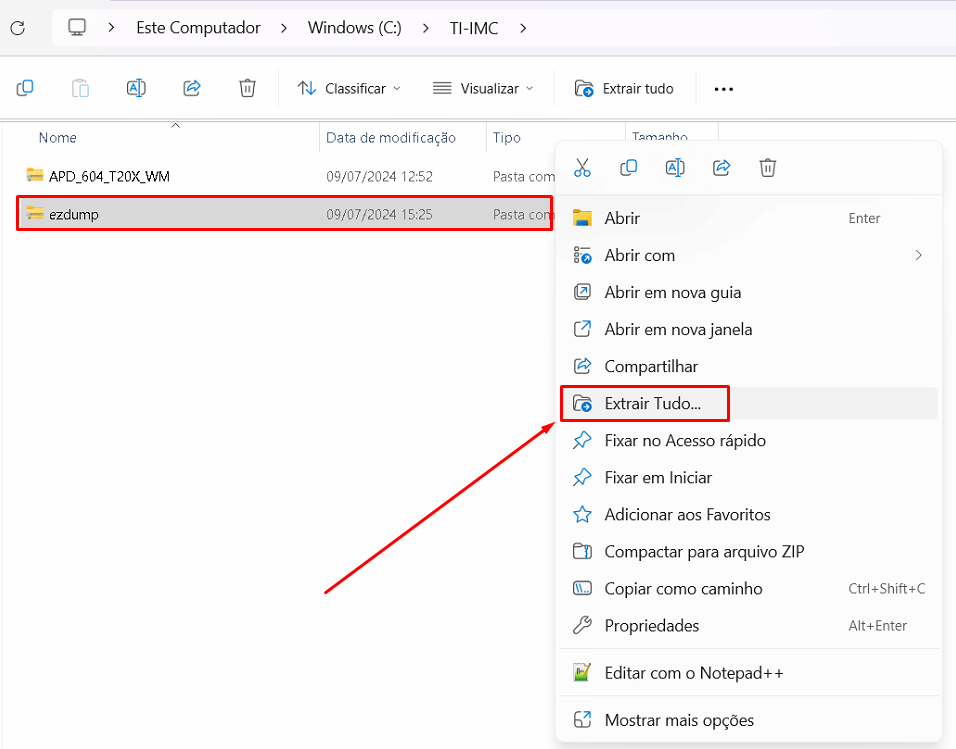 Este Computador > Windows (C:) > TI-IMC >
Classificar Visualizar Extrair tudo ...
Nome Data de modificação Tipo Tamanho
APD_604_T20X_WM 09/07/2024 12:52 Pasta com
ezdump 09/07/2024 15:25 Pasta com
Abrir Enter
Abrir com
Abrir em nova guia
Abrir em nova janela
Compartilhar
Extrair Tudo...
Fixar no Acesso rápido
Fixar em Iniciar
Adicionar aos Favoritos
Compactar para arquivo ZIP
Copiar como caminho Ctrl+Shift+C
Propriedades Alt+Enter
Editar com o Notepad++
Mostrar mais opções